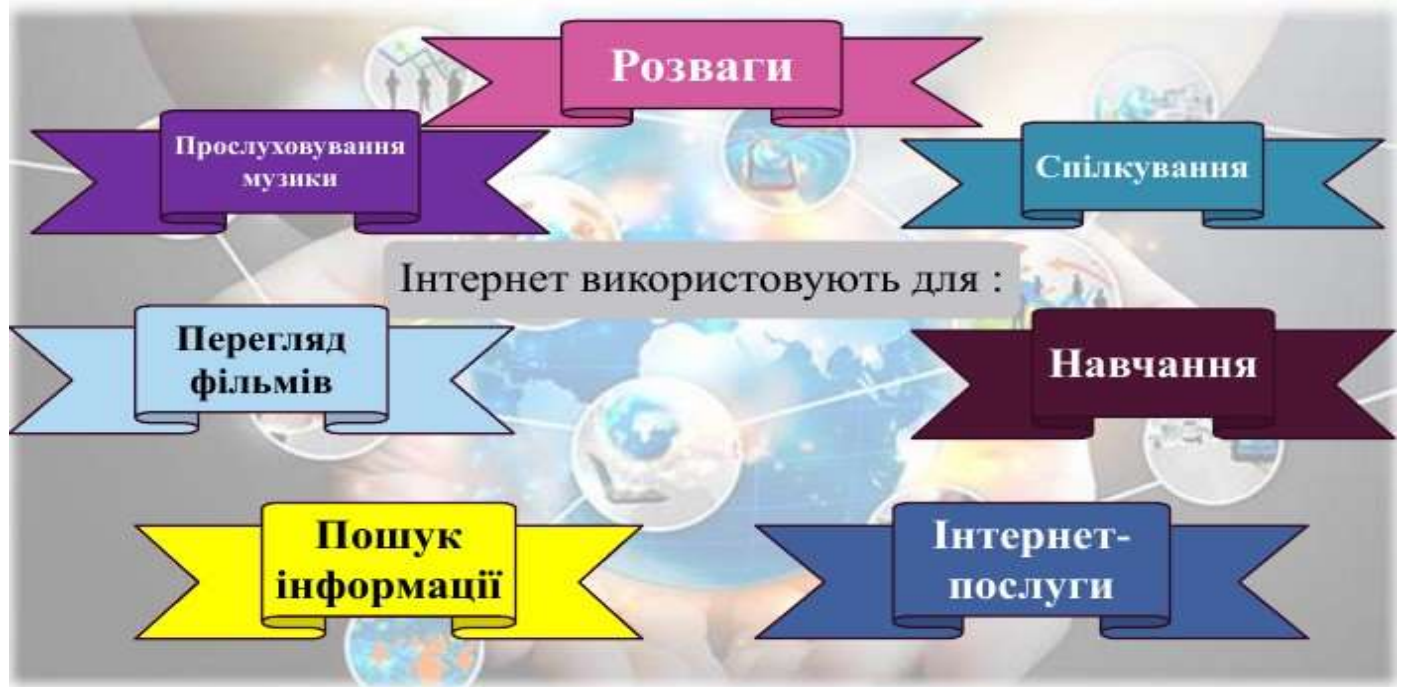 Розваги
Прослуховування
музики
Спілкування
Інтернет використовують для :
Перегляд
фільмів
Навчання
Пошук
інформації
Інтернет-
послуги